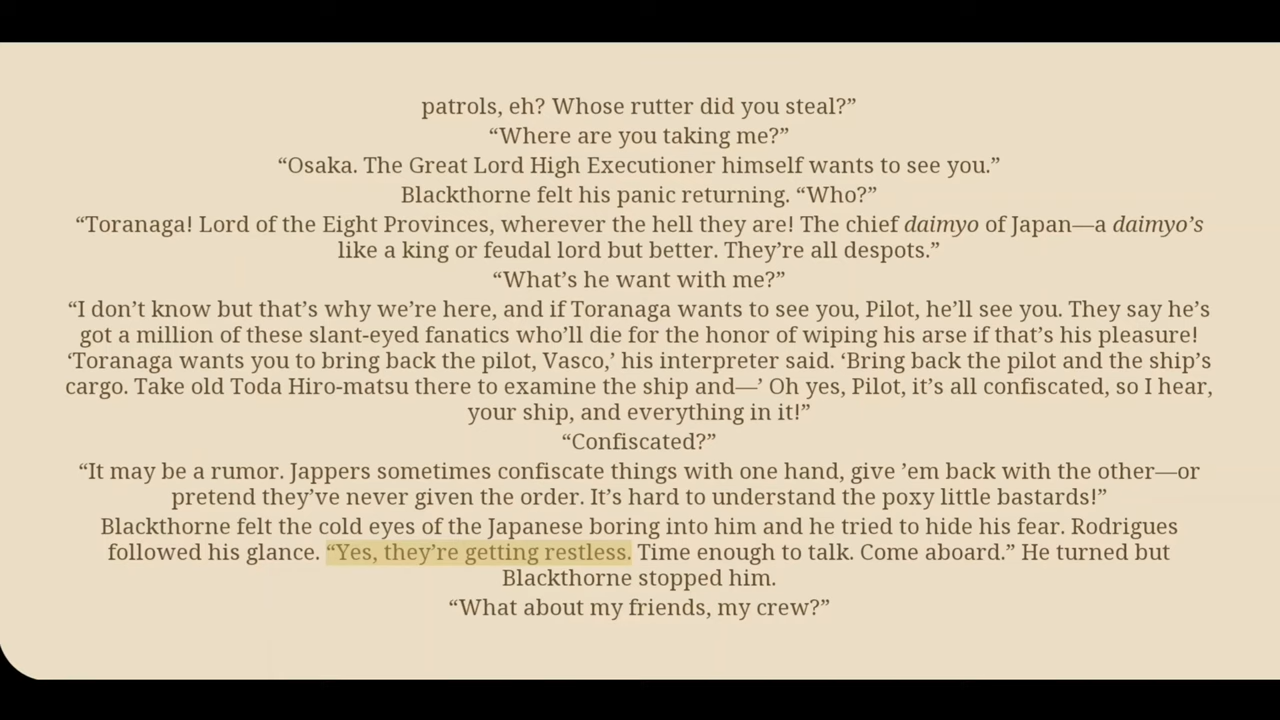 patrols, eh? Whose rutter did you steal?”
“Where are you taking me?”
“Osaka. The Great Lord High Executioner himself wants to see you.”
Blackthorne felt his panic returning. “Who?”
“Toranaga! Lord of the Eight Provinces, wherever the hell they are! The chief daimyo of Japan—a daimyo’s
like a king or feudal lord but better. They’re all despots.”
“What’s he want with me?”
“I don’t know but that’s why we’re here, and if Toranaga wants to see you, Pilot, he’ll see you. They say he’s
got a million of these slant-eyed fanatics who’ll die for the honor of wiping his arse if that’s his pleasure!
‘Toranaga wants you to bring back the pilot, Vasco,’ his interpreter said. ‘Bring back the pilot and the ship’s
cargo. Take old Toda Hiro-matsu there to examine the ship and—’ Oh yes, Pilot, it’s all confiscated, so I hear,
your ship, and everything in it!”
“Confiscated?”
“It may be a rumor. Jappers sometimes confiscate things with one hand, give ’em back with the other—or
pretend they’ve never given the order. It’s hard to understand the poxy little bastards!”
Blackthorne felt the cold eyes of the Japanese boring into him and he tried to hide his fear. Rodrigues
followed his glance. “Yes, they’re getting restless. Time enough to talk. Come aboard.” He turned but
Blackthorne stopped him.
“What about my friends, my crew?”